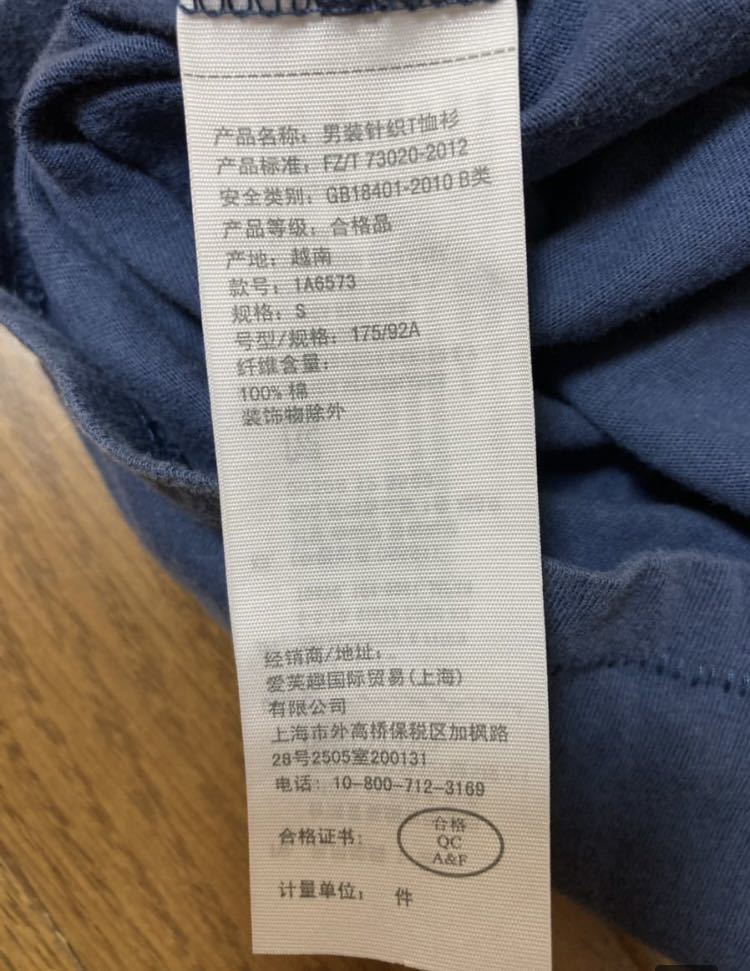 产品名称: 男装针织T恤衫
产品标准: FZ/T 73020-2012
安全类别: GB18401-2010 B类
产品等级: 合格品
产地: 越南
款号: 1A6573
规格: S
号型/规格: 175/92A
纤维含量:
100% 棉
装饰物除外
经销商/地址:
爱芙趣国际贸易(上海)
有限公司
上海市外高桥保税区加枫路
28号2505室200131
电话: 10-800-712-3169
合格证书:
合格
QC
A&F
计量单位: 件